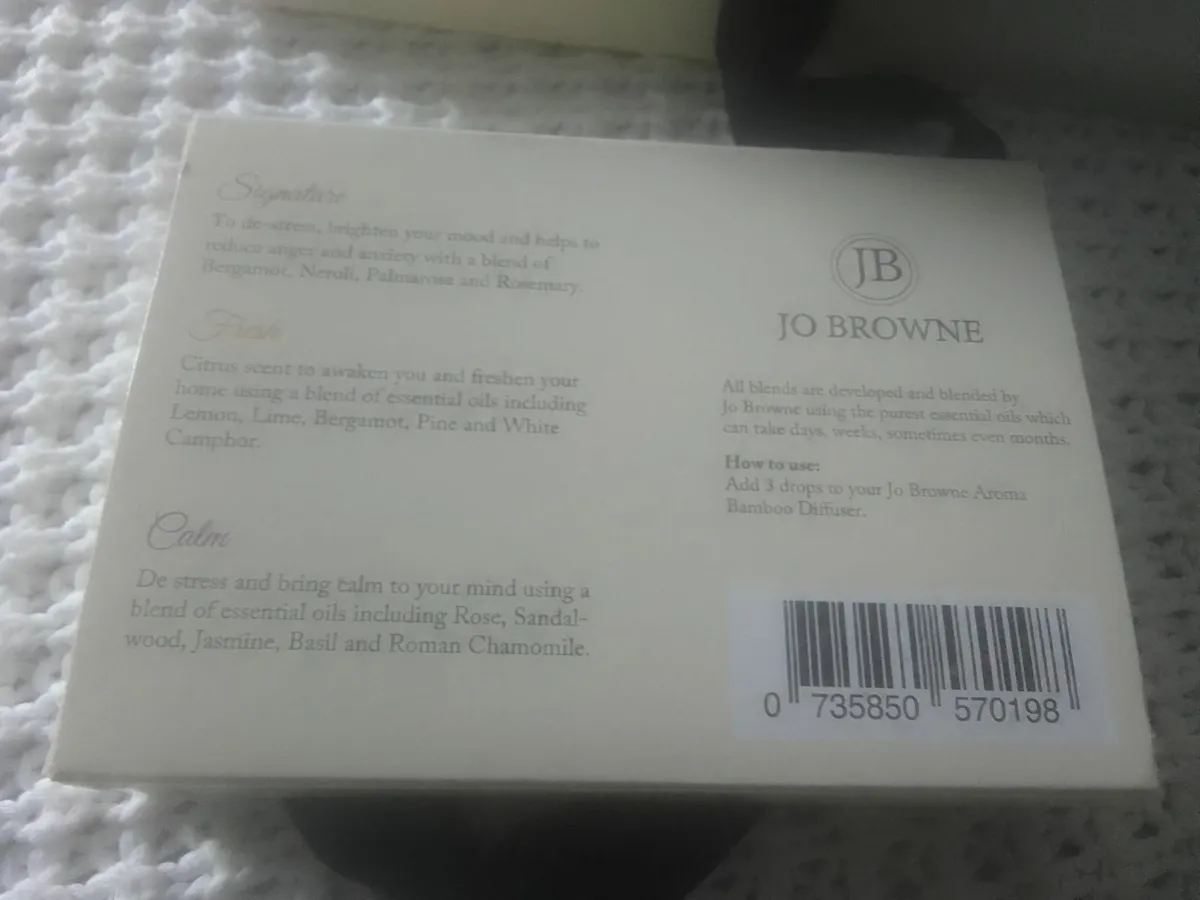 Signature
To de-stress, brighten your mood and helps to
reduce anger and anxiety with a blend of
Bergamot, Neroli, Palmarosa and Rosemary.
Fresh
Citrus scent to awaken you and freshen your
home using a blend of essential oils including
Lemon, Lime, Bergamot, Pine and White
Camphor.
Calm
De stress and bring calm to your mind using a
blend of essential oils including Rose, Sandal-
wood, Jasmine, Basil and Roman Chamomile.
JB
JO BROWNE
All blends are developed and blended by
Jo Browne using the purest essential oils which
can take days, weeks, sometimes even months.
How to use:
Add 3 drops to your Jo Browne Aroma
Bamboo Diffuser.
0 735850 570198